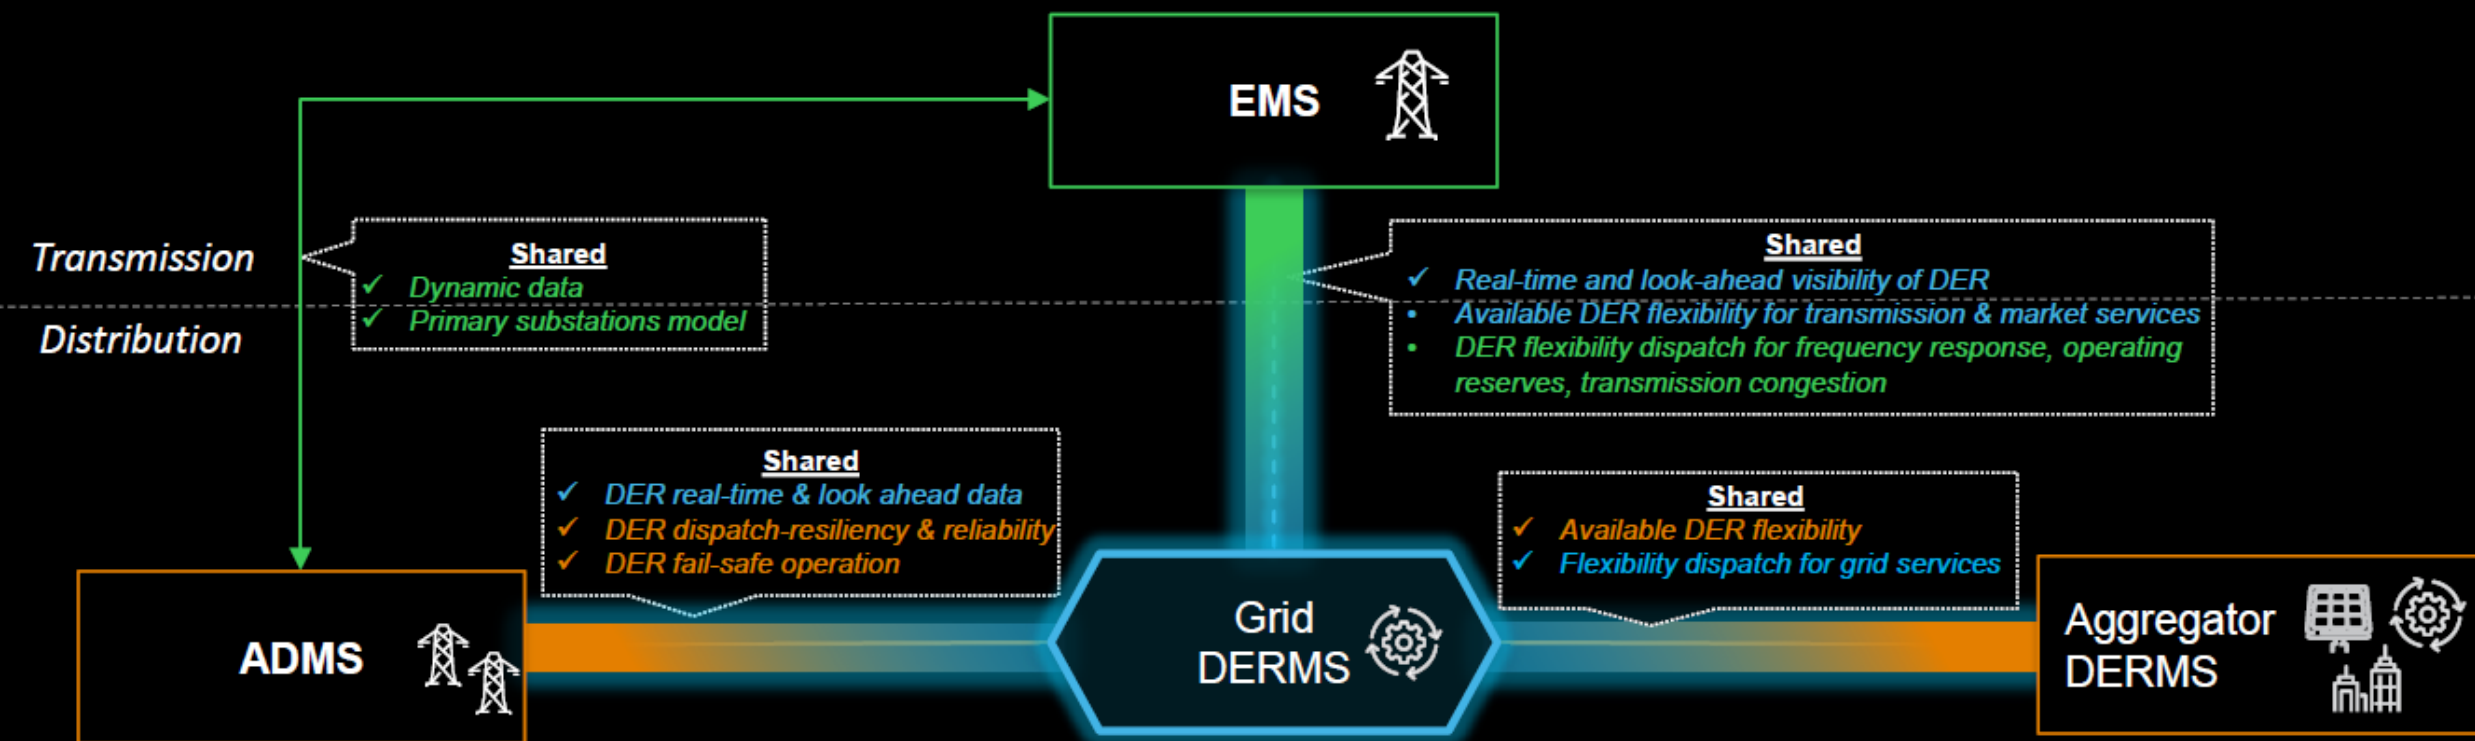 EMS
Transmission
Distribution
Shared
✓ Dynamic data
✓ Primary substations model
Shared
✓ Real-time and look-ahead visibility of DER
• Available DER flexibility for transmission & market services
• DER flexibility dispatch for frequency response, operating
reserves, transmission congestion
Shared
✓ DER real-time & look ahead data
✓ DER dispatch-resiliency & reliability
✓ DER fail-safe operation
Shared
✓ Available DER flexibility
✓ Flexibility dispatch for grid services
ADMS
Grid
DERMS
Aggregator
DERMS